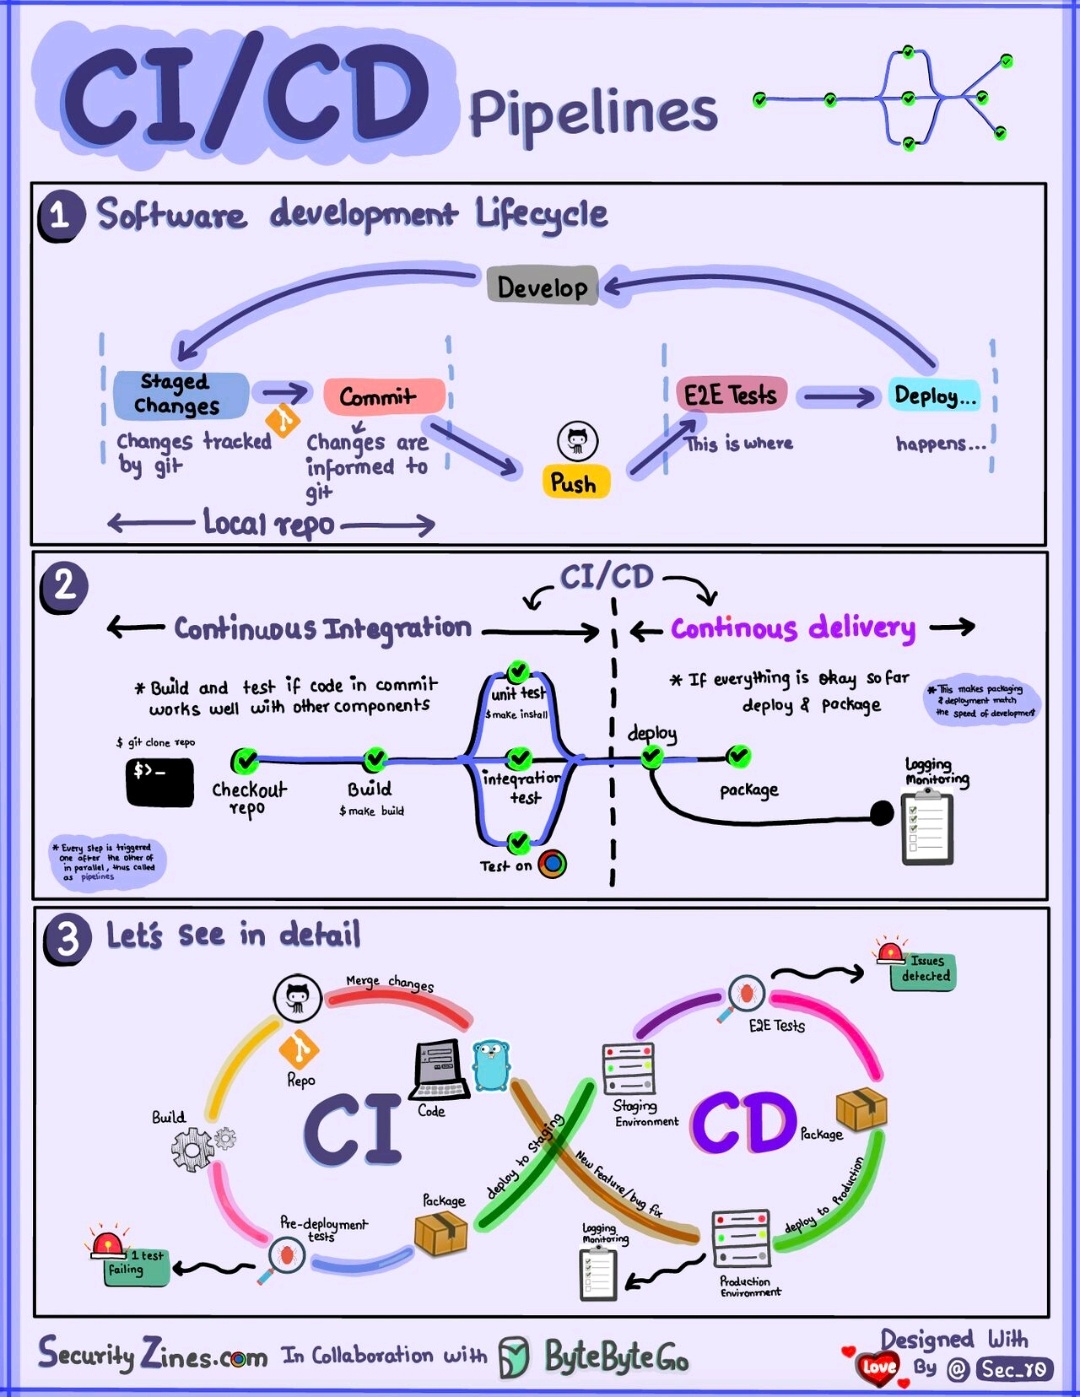 CI/CD Pipelines
1 Software development Lifecycle
Develop
Staged
Changes
Commit
E2E Tests
Deploy...
Changes tracked
by git
Changes are
informed to
git
This is where
happens...
Push
Local repo
2
CI/CD
Continuous Integration
Continous delivery
* Build and test if code in commit
works well with other components
* If everything is okay so far
deploy & package
* This makes packaging
& deployment match
the speed of development
$ git clone repo
$>_
Checkout
repo
Build
$ make build
unit test
$ make install
integration
test
Test on
deploy
package
Logging
Monitoring
* Every step is triggered
one after the other of
in parallel, thus called
as pipelines
3 Let's see in detail
Merge changes
Issues
detected
E2E Tests
Repo
Code
CI
Staging
Environment
CD
Package
Build
deploy to Staging
New feature/bug fix
deploy to Production
Package
Pre-deployment
tests
1 test
failing
Logging
Monitoring
Production
Environment
SecurityZines.com In Collaboration with ByteByteGo
Designed With
Love By @ Sec_r0